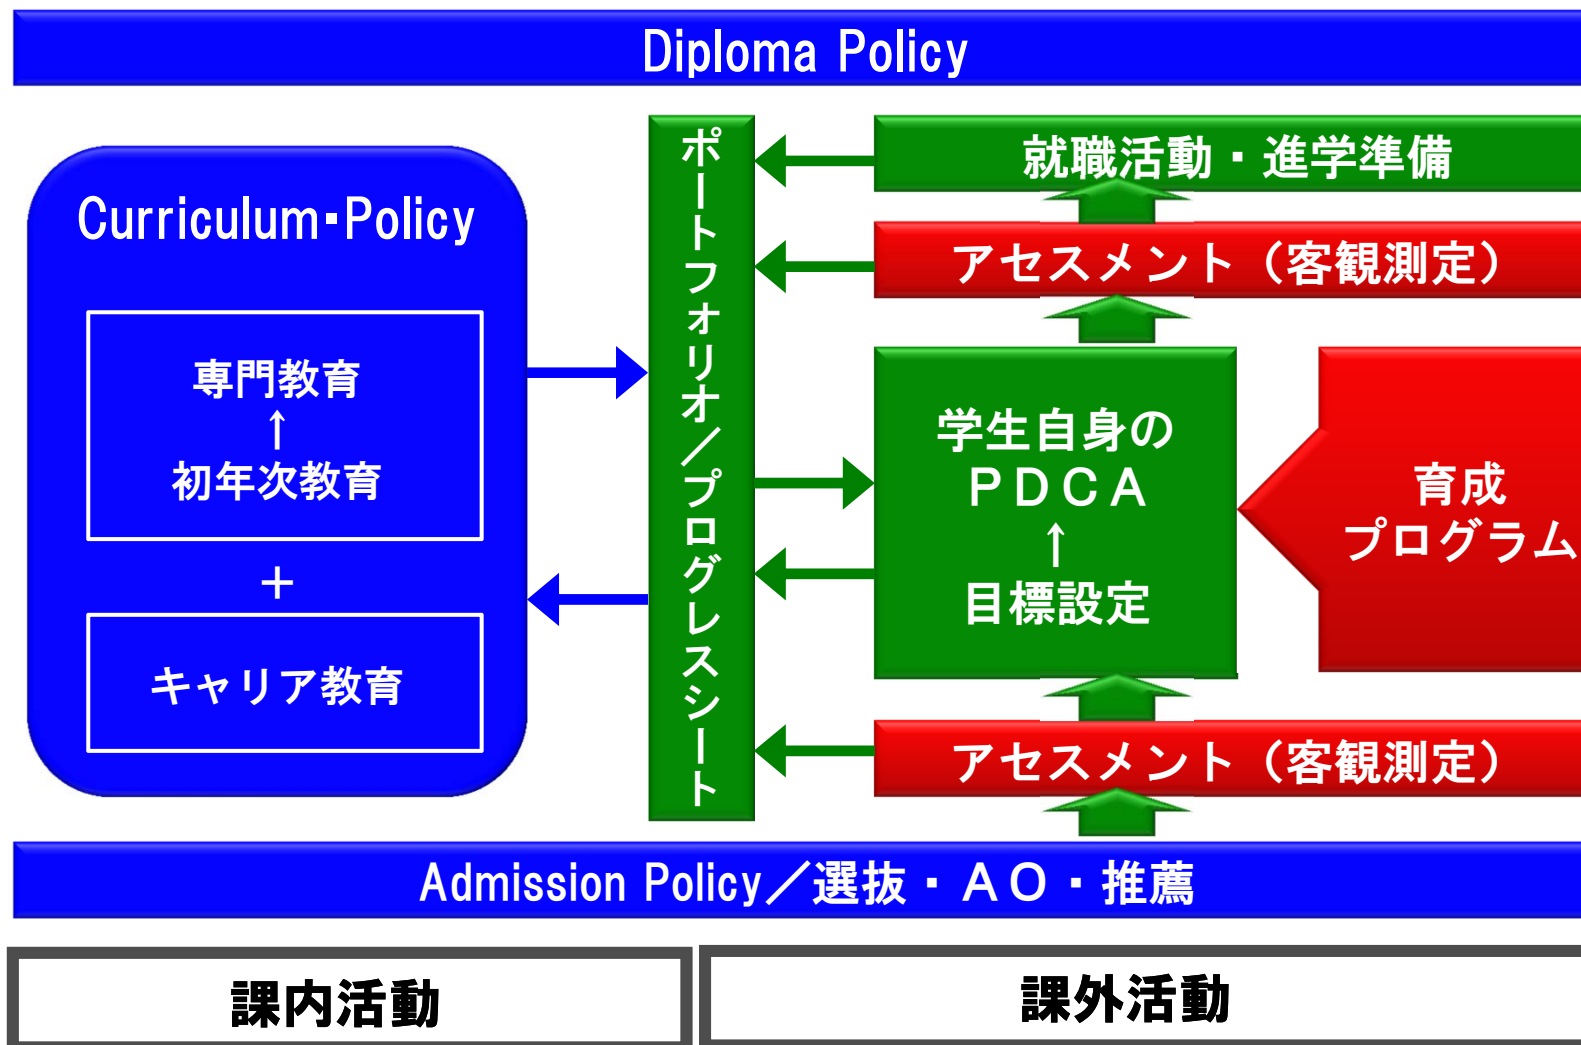 Diploma Policy
Curriculum▪Policy
専門教育
↑
初年次教育
＋
キャリア教育
ポートフォリオ／プログレスシート
就職活動・進学準備
アセスメント（客観測定）
学生自身の
ＰＤＣＡ
↑
目標設定
育成
プログラム
アセスメント（客観測定）
Admission Policy／選抜・ＡＯ・推薦
課内活動
課外活動